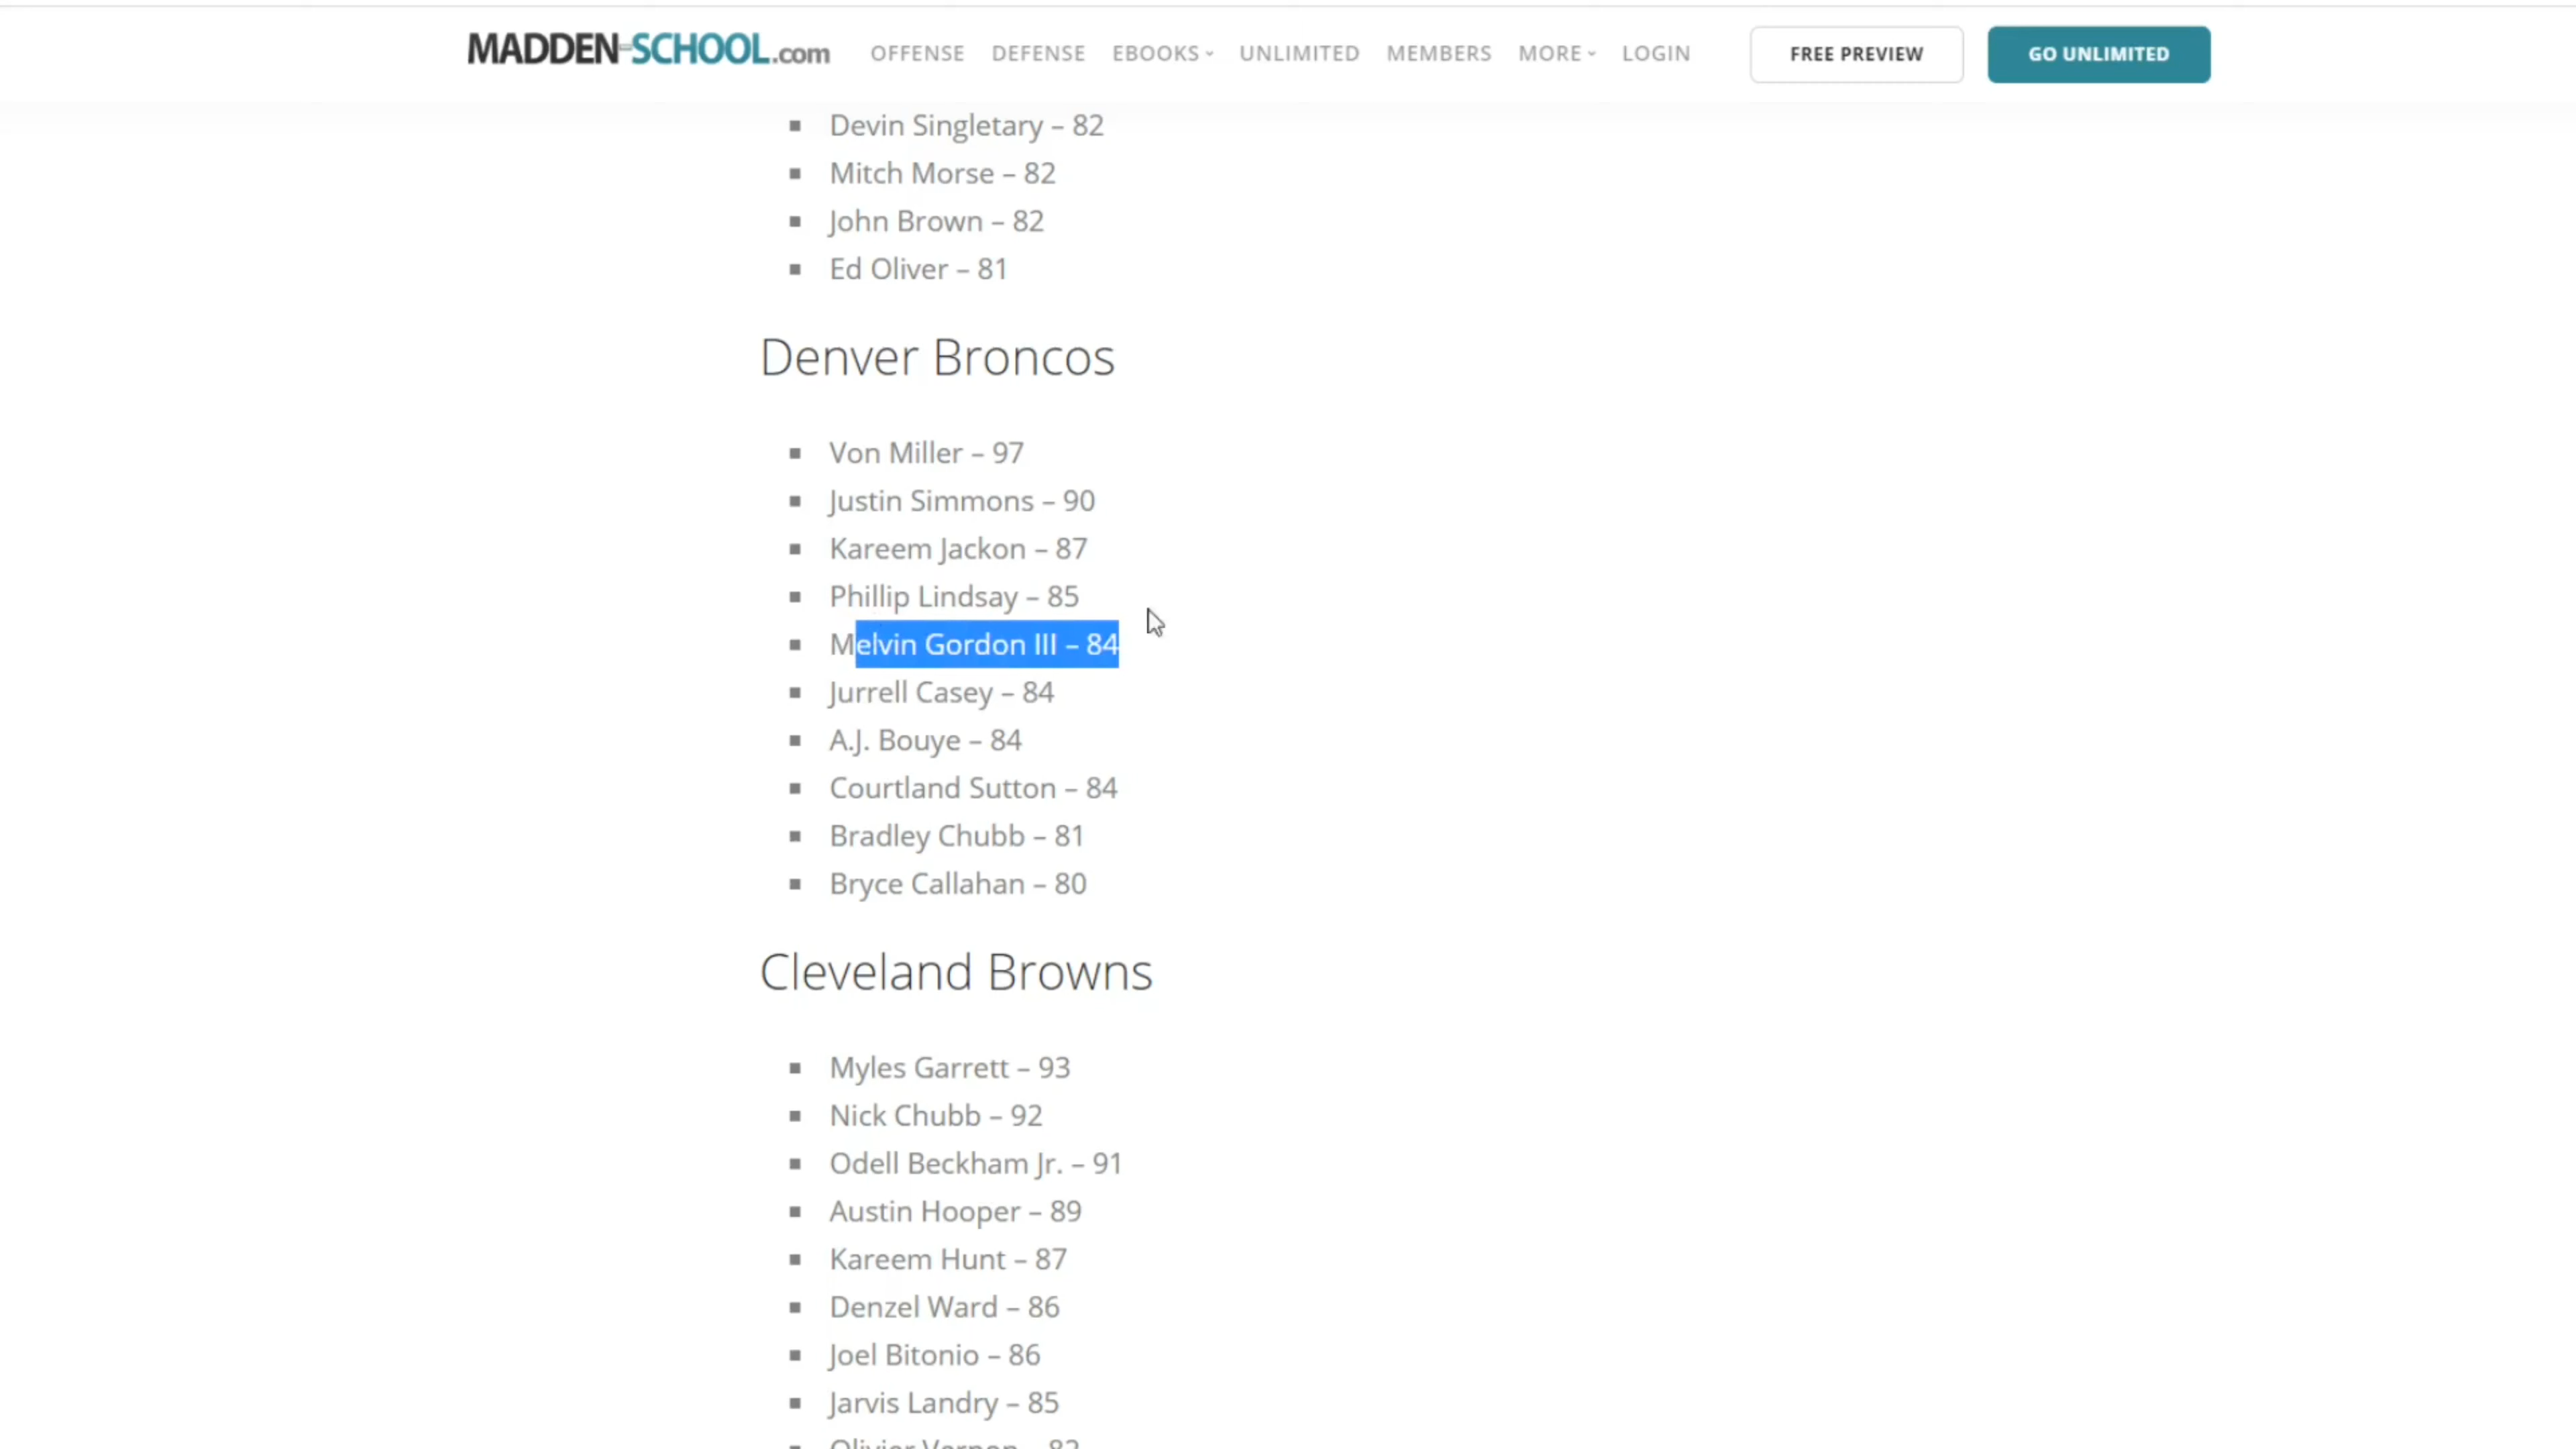 MADDEN-SCHOOL.com OFFENSE DEFENSE EBOOKS UNLIMITED MEMBERS MORE LOGIN FREE PREVIEW GO UNLIMITED
Devin Singletary – 82
Mitch Morse – 82
John Brown – 82
Ed Oliver – 81
Denver Broncos
Von Miller – 97
Justin Simmons – 90
Kareem Jackon – 87
Phillip Lindsay – 85
Melvin Gordon III – 84
Jurrell Casey – 84
A.J. Bouye – 84
Courtland Sutton – 84
Bradley Chubb – 81
Bryce Callahan – 80
Cleveland Browns
Myles Garrett – 93
Nick Chubb – 92
Odell Beckham Jr. – 91
Austin Hooper – 89
Kareem Hunt – 87
Denzel Ward – 86
Joel Bitonio – 86
Jarvis Landry – 85